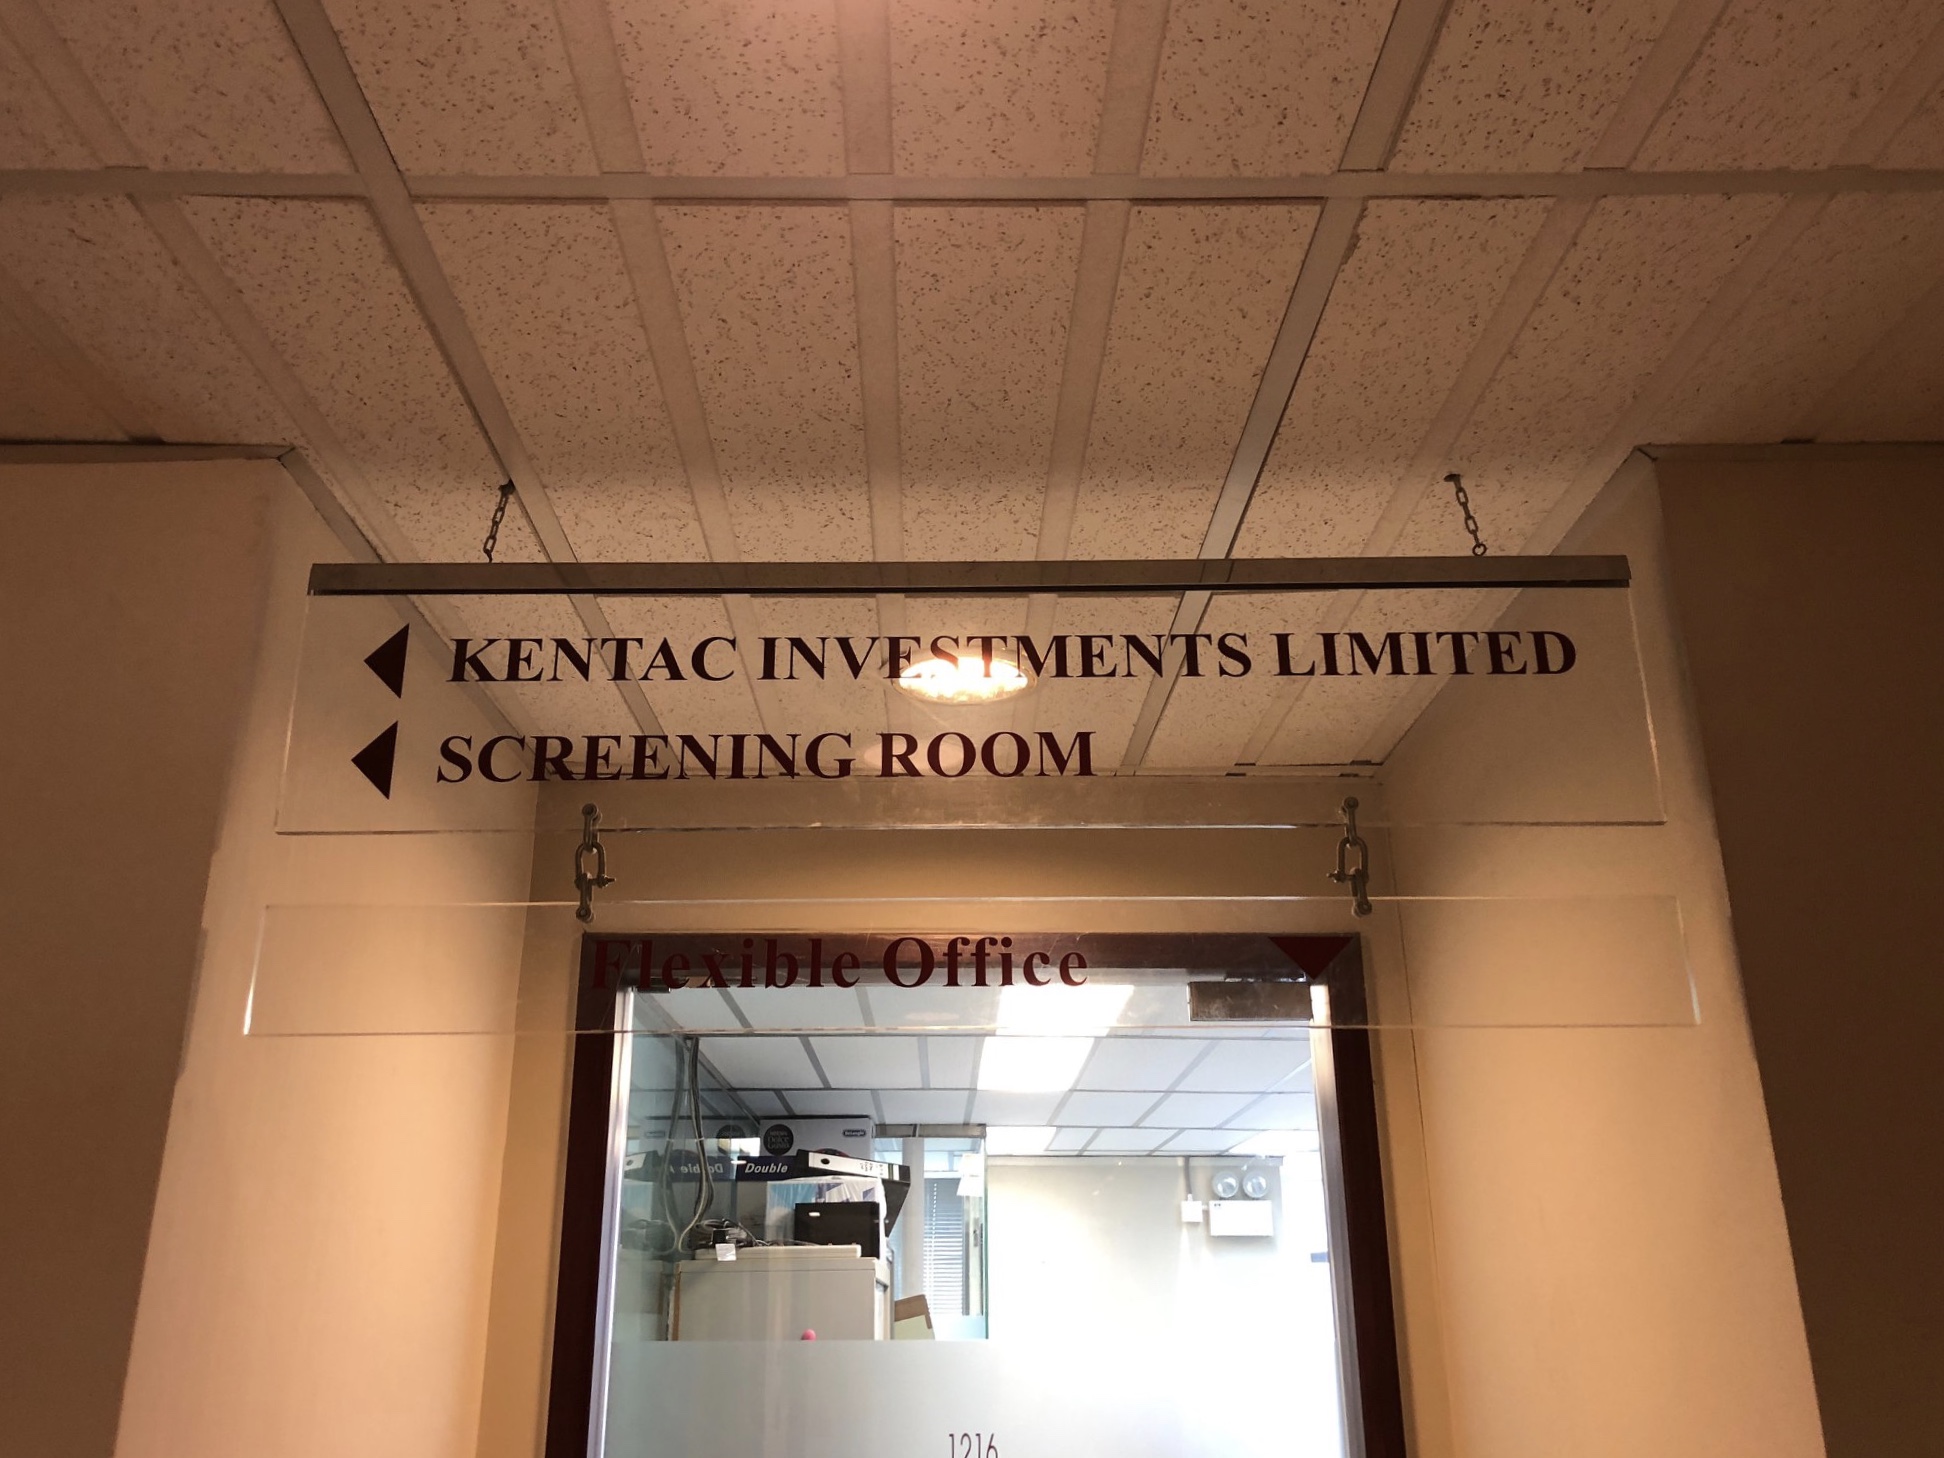 KENTAC INVESTMENTS LIMITED
SCREENING ROOM
Flexible Office
Double
1216